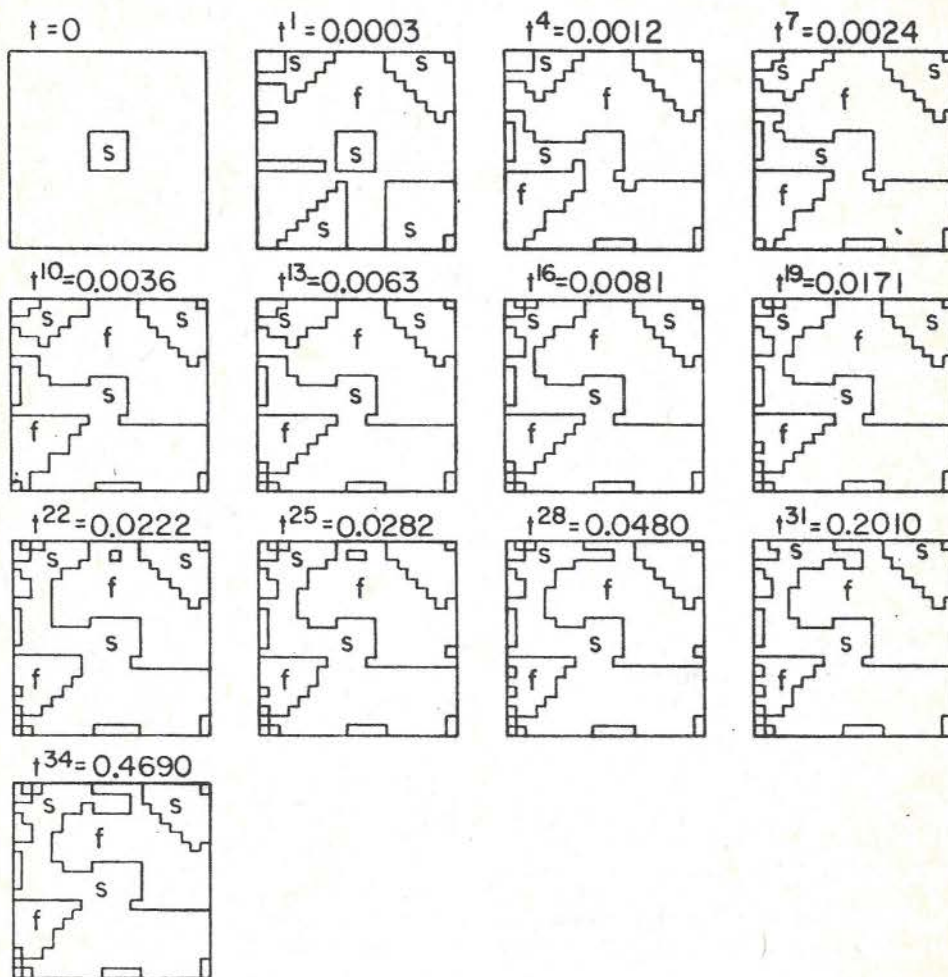 t=0 t¹=0.0003 t⁴=0.0012 t⁷=0.0024
s s f s s s s s f s f s s f s f
t¹⁰=0.0036 t¹³=0.0063 t¹⁶=0.0081 t¹⁹=0.0171
s f s s f s f s s f s f s s f s f s s f
t²²=0.0222 t²⁵=0.0282 t²⁸=0.0480 t³¹=0.2010
s s f s f s f s f s f s f s s f s f
t³⁴=0.4690
s s f s f